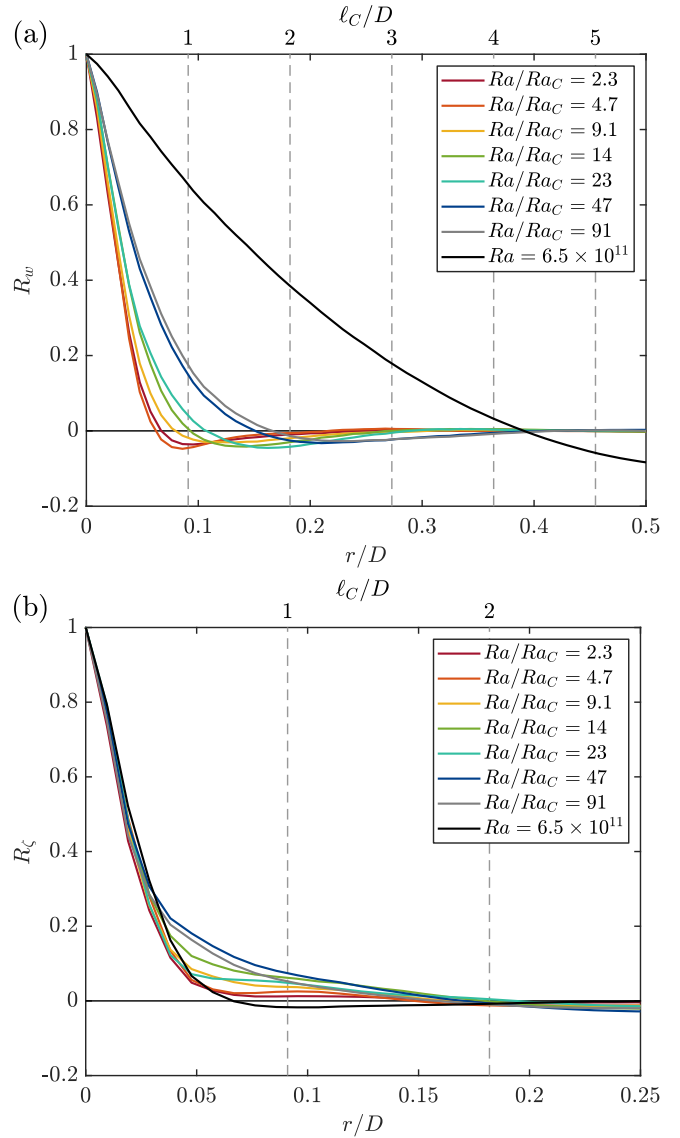 (a)
ℓ_C/D
1 2 3 4 5
1
0.8
0.6
0.4
0.2
0
-0.2
R_w
Ra/Ra_C = 2.3
Ra/Ra_C = 4.7
Ra/Ra_C = 9.1
Ra/Ra_C = 14
Ra/Ra_C = 23
Ra/Ra_C = 47
Ra/Ra_C = 91
Ra = 6.5 × 10¹¹
0 0.1 0.2 0.3 0.4 0.5
r/D
(b)
ℓ_C/D
1 2
1
0.8
0.6
0.4
0.2
0
-0.2
R_ζ
Ra/Ra_C = 2.3
Ra/Ra_C = 4.7
Ra/Ra_C = 9.1
Ra/Ra_C = 14
Ra/Ra_C = 23
Ra/Ra_C = 47
Ra/Ra_C = 91
Ra = 6.5 × 10¹¹
0 0.05 0.1 0.15 0.2 0.25
r/D